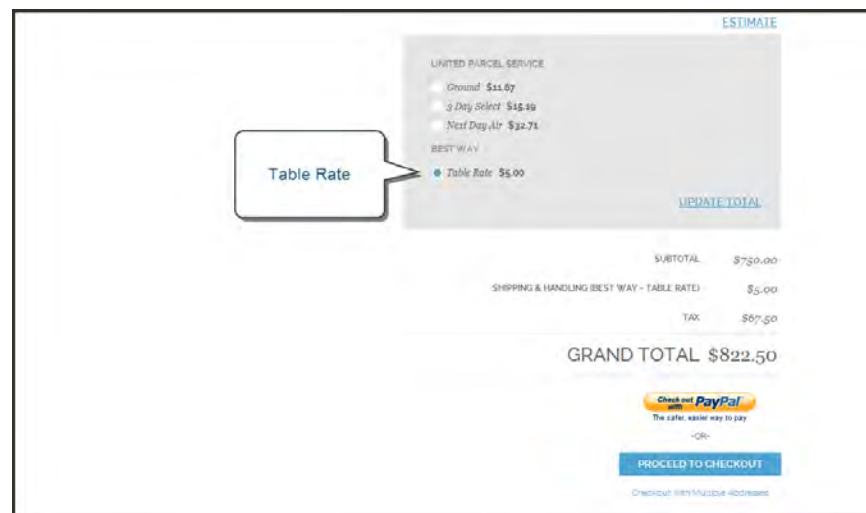 ESTIMATE
UNITED PARCEL SERVICE
Ground $11.67
3 Day Select $15.19
Next Day Air $32.71
BEST WAY
Table Rate
Table Rate $5.00
UPDATE TOTAL
SUBTOTAL $750.00
SHIPPING & HANDLING (BEST WAY - TABLE RATE) $5.00
TAX $67.50
GRAND TOTAL $822.50
Check out with PayPal
The safer, easier way to pay
-OR-
PROCEED TO CHECKOUT
Checkout with Multiple Addresses